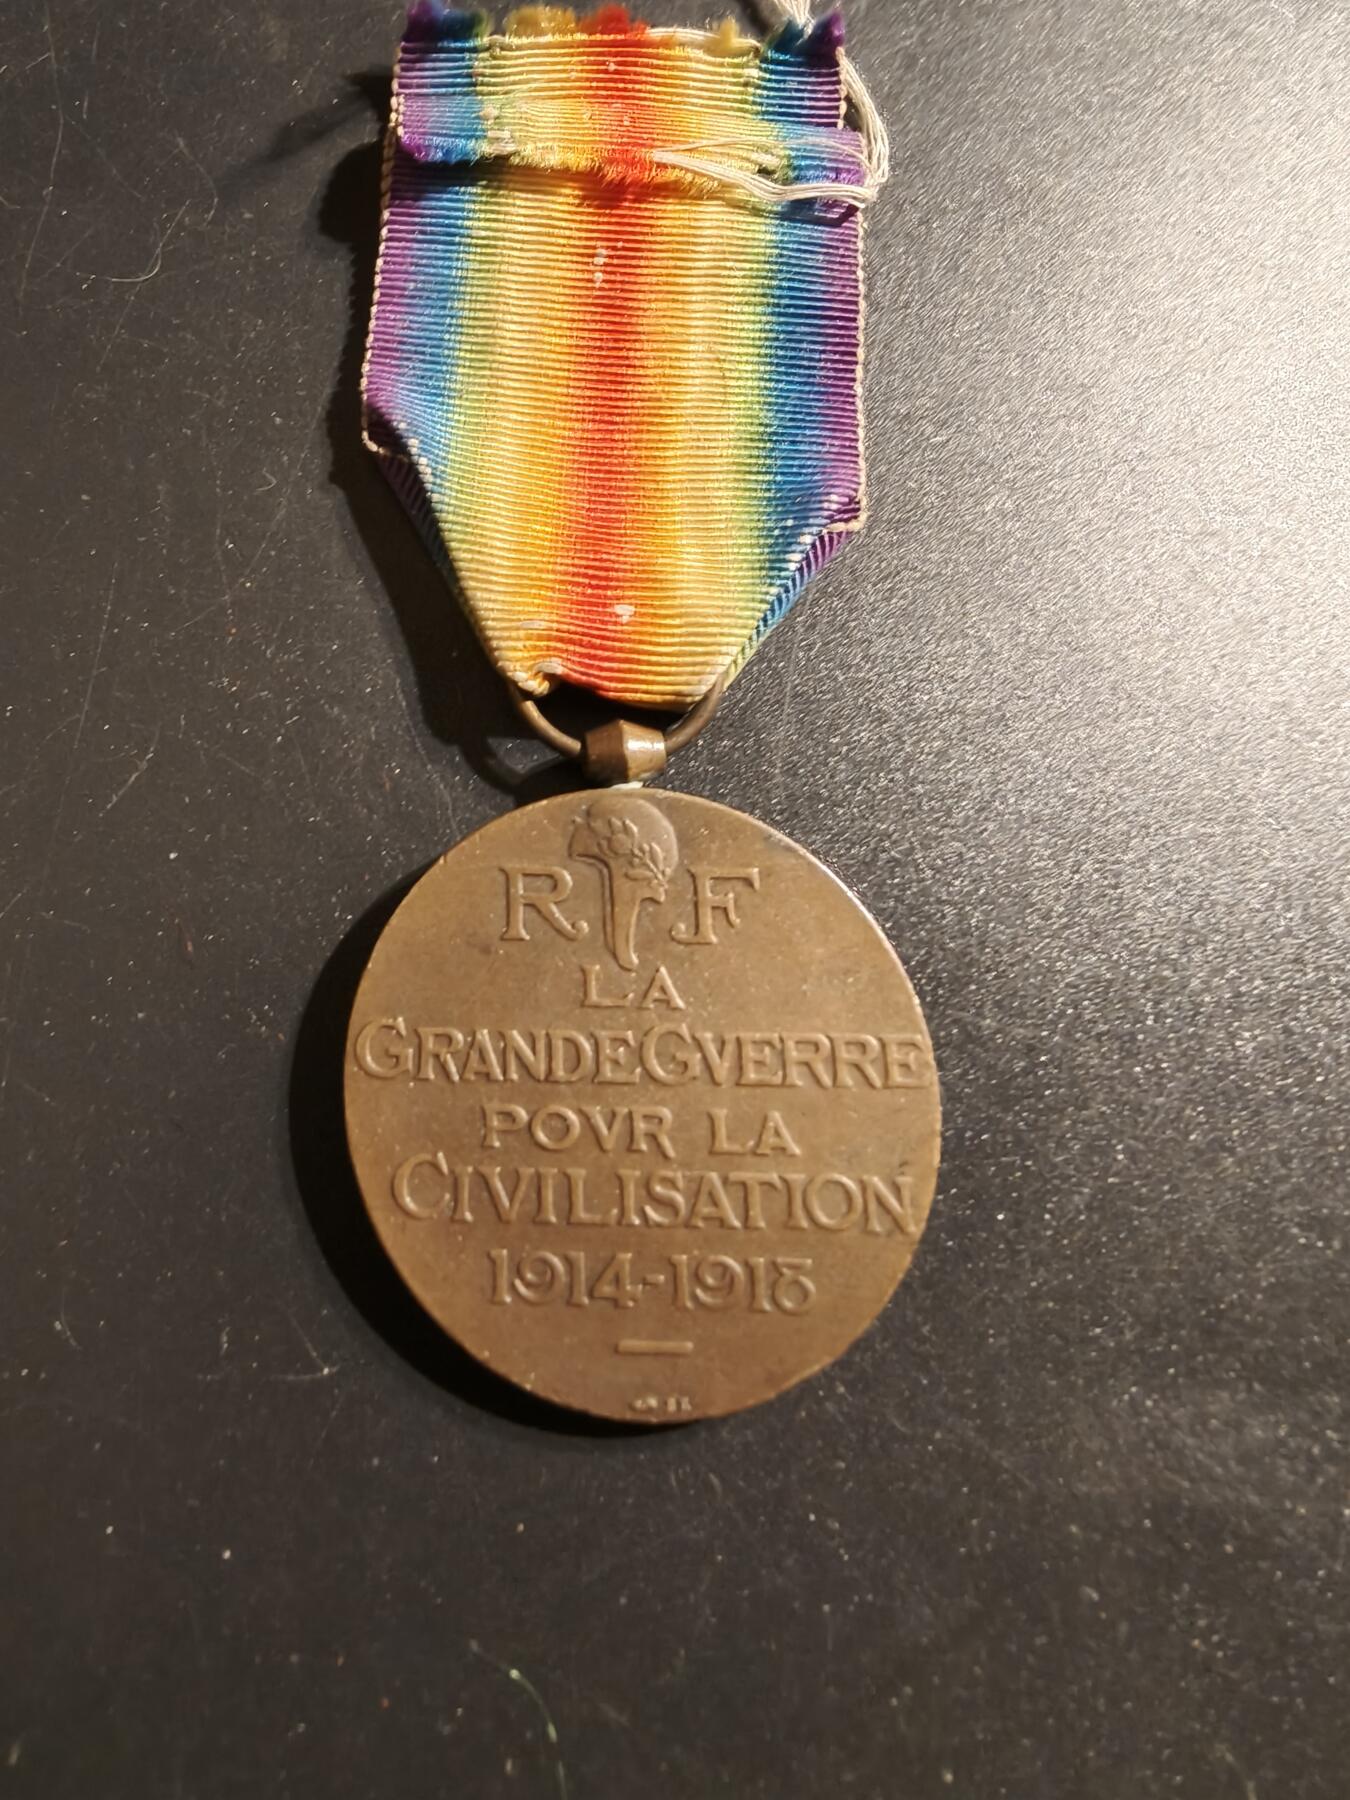 R F
LA
GRANDE GVERRE
POVR LA
CIVILISATION
1914-1918